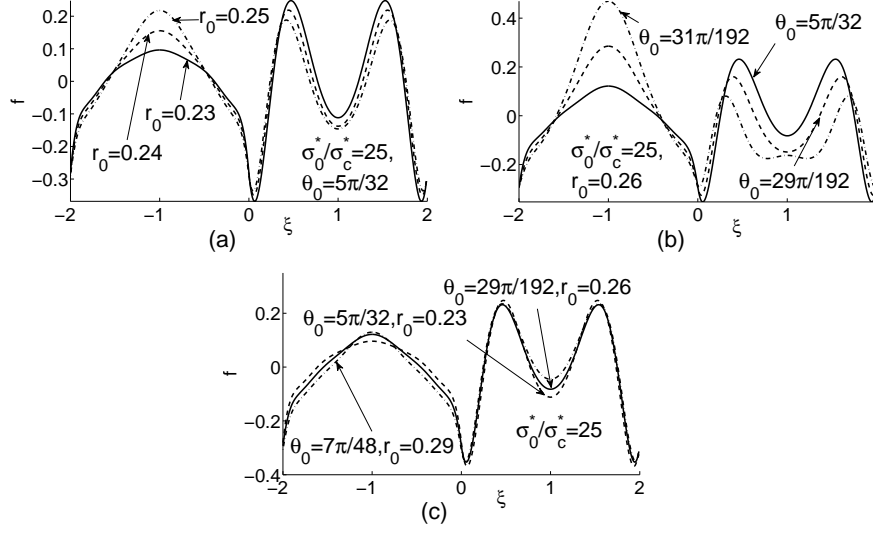 0.2
0.1
0
−0.1
−0.2
−0.3
f
r0=0.25
r0=0.23
r0=0.24
σ0*/σc*=25,
θ0=5π/32
−2
−1
0
1
2
ξ
(a)
0.4
0.2
0
−0.2
f
θ0=31π/192
θ0=5π/32
σ0*/σc*=25,
r0=0.26
θ0=29π/192
−2
−1
0
1
ξ
(b)
0.2
0
−0.2
−0.4
f
θ0=29π/192,r0=0.26
θ0=5π/32,r0=0.23
σ0*/σc*=25
θ0=7π/48,r0=0.29
−2
−1
0
1
2
ξ
(c)